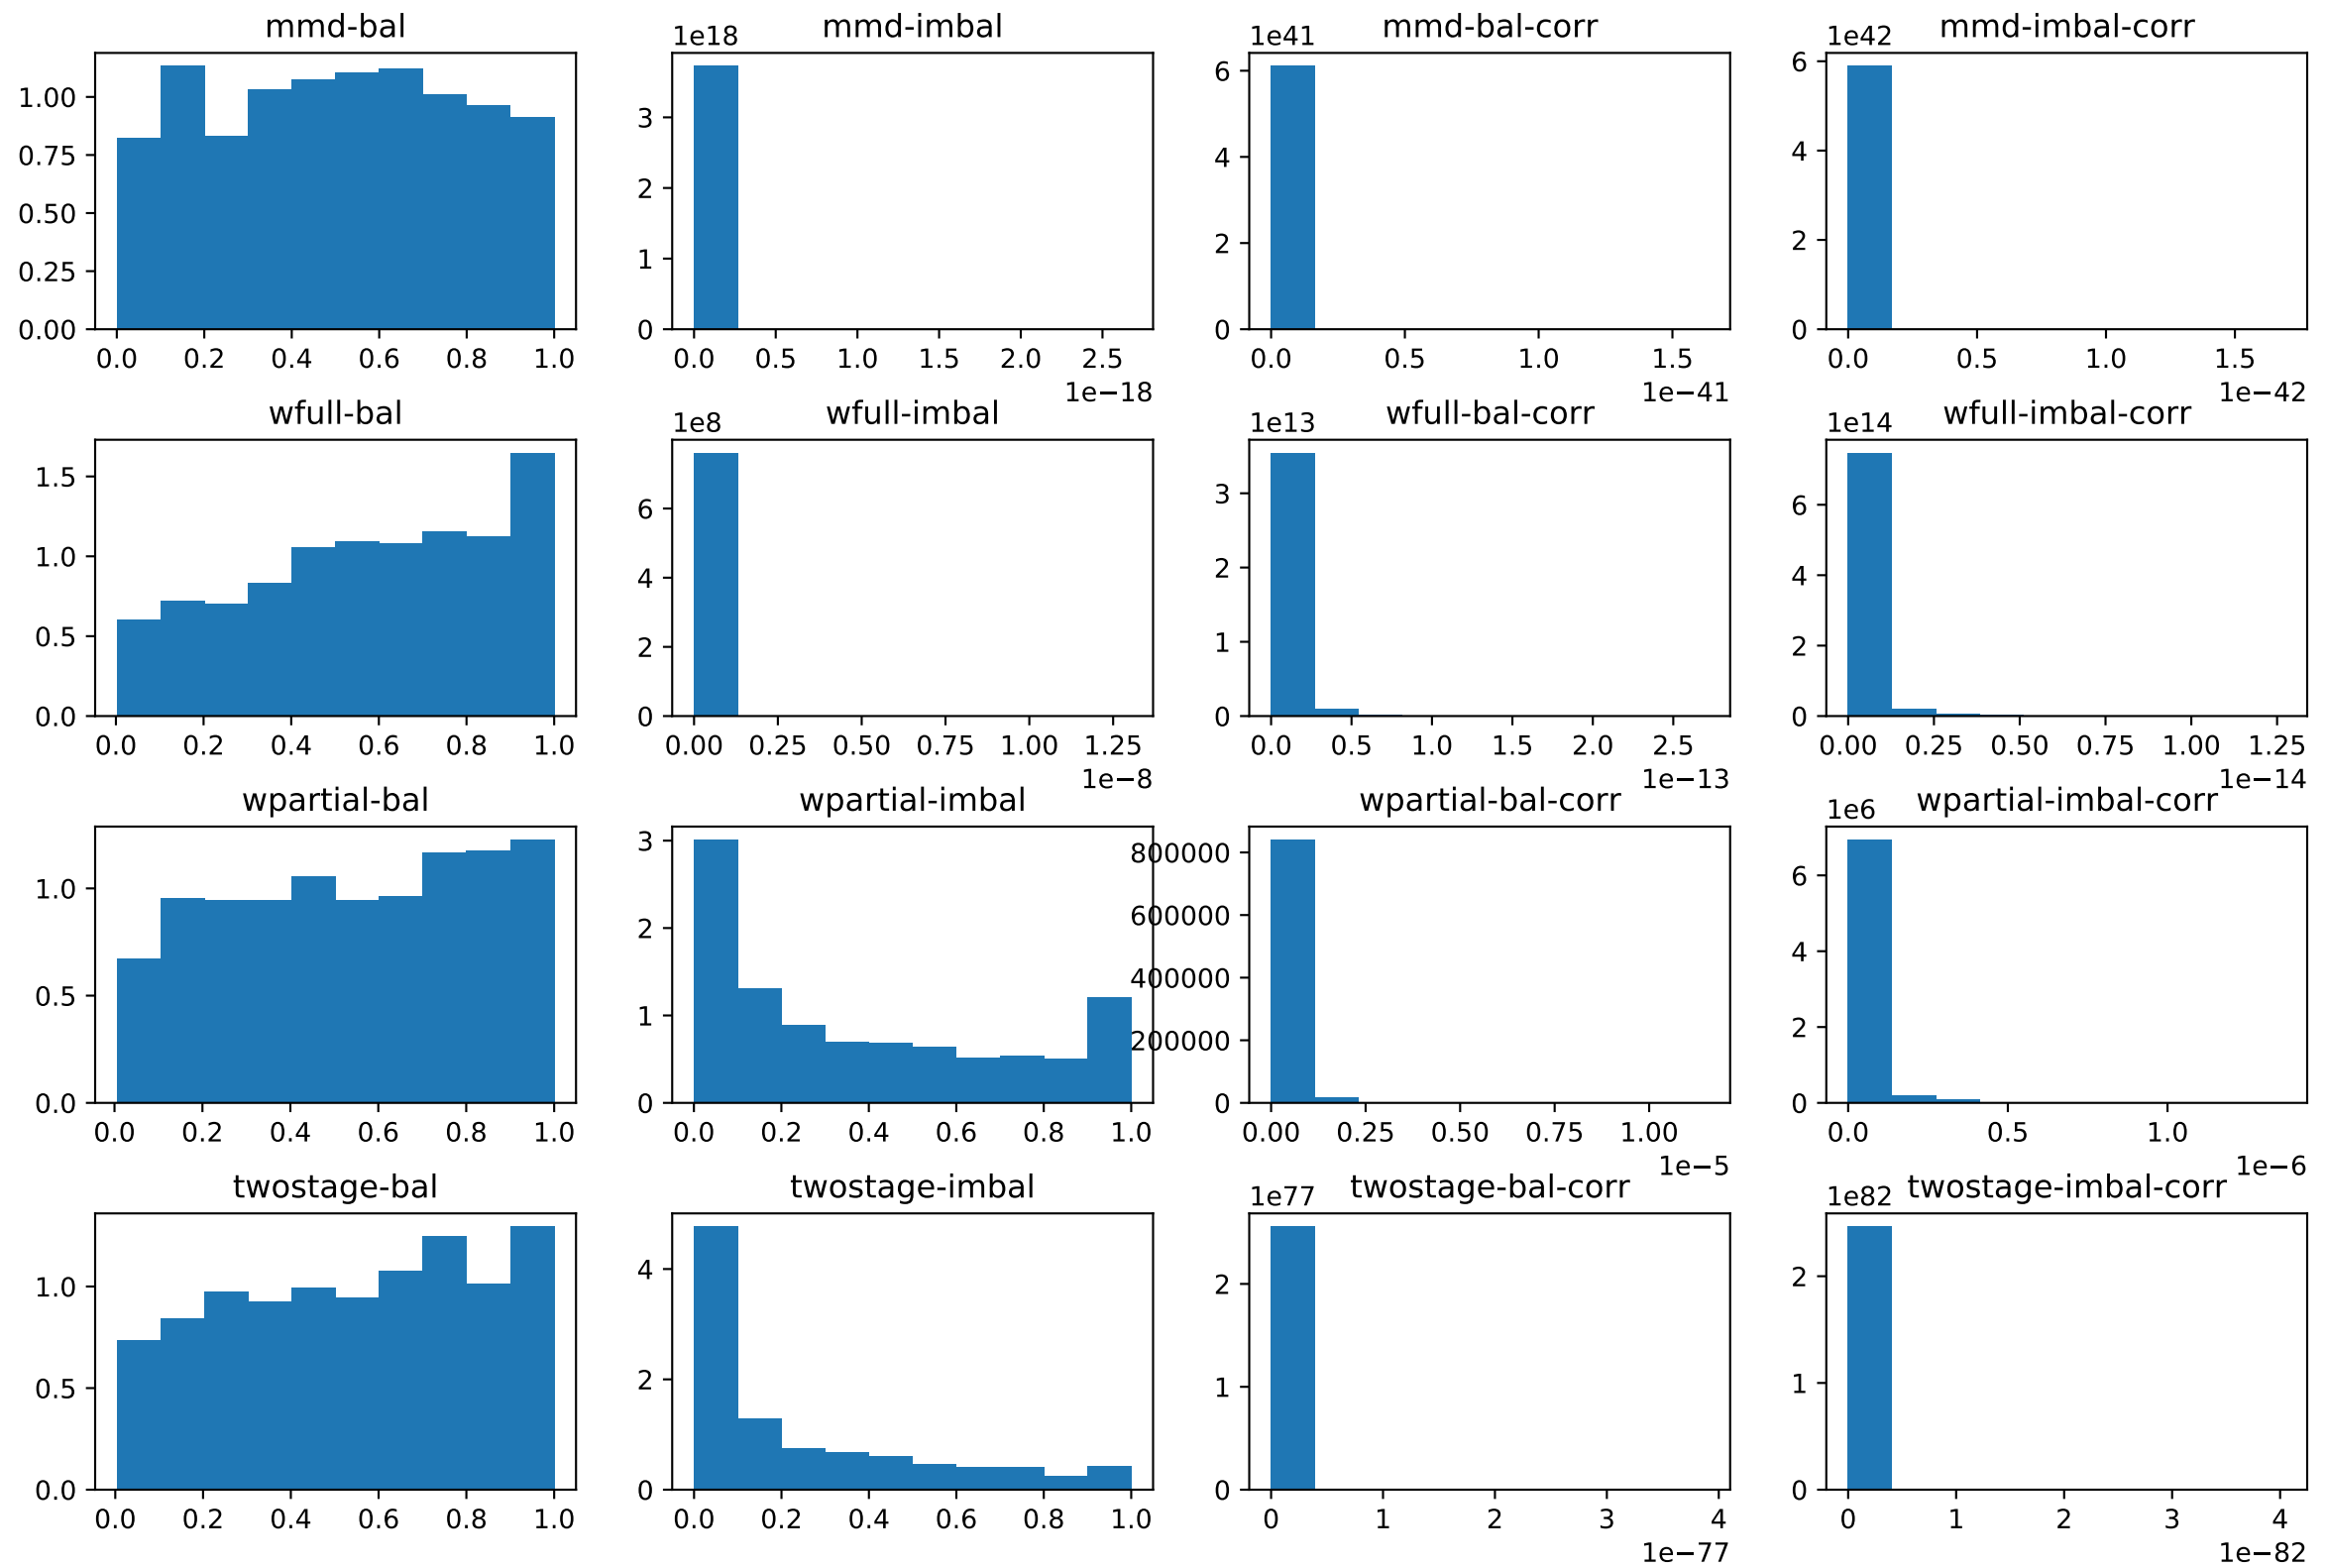 mmd-bal
1.00
0.75
0.50
0.25
0.00
0.0 0.2 0.4 0.6 0.8 1.0
mmd-imbal
1e18
3
2
1
0
0.0 0.5 1.0 1.5 2.0 2.5
1e−18
mmd-bal-corr
1e41
6
4
2
0
0.0 0.5 1.0 1.5
1e−41
mmd-imbal-corr
1e42
6
4
2
0
0.0 0.5 1.0 1.5
1e−42
wfull-bal
1.5
1.0
0.5
0.0
0.0 0.2 0.4 0.6 0.8 1.0
wfull-imbal
1e8
6
4
2
0
0.00 0.25 0.50 0.75 1.00 1.25
1e−8
wfull-bal-corr
1e13
3
2
1
0
0.0 0.5 1.0 1.5 2.0 2.5
1e−13
wfull-imbal-corr
1e14
6
4
2
0
0.00 0.25 0.50 0.75 1.00 1.25
1e−14
wpartial-bal
1.0
0.5
0.0
0.0 0.2 0.4 0.6 0.8 1.0
wpartial-imbal
3
2
1
0
0.0 0.2 0.4 0.6 0.8 1.0
wpartial-bal-corr
800000
600000
400000
200000
0
0.00 0.25 0.50 0.75 1.00
1e−5
wpartial-imbal-corr
1e6
6
4
2
0
0.0 0.5 1.0
1e−6
twostage-bal
1.0
0.5
0.0
0.0 0.2 0.4 0.6 0.8 1.0
twostage-imbal
4
2
0
0.0 0.2 0.4 0.6 0.8 1.0
twostage-bal-corr
1e77
2
1
0
0 1 2 3 4
1e−77
twostage-imbal-corr
1e82
2
1
0
0 1 2 3 4
1e−82